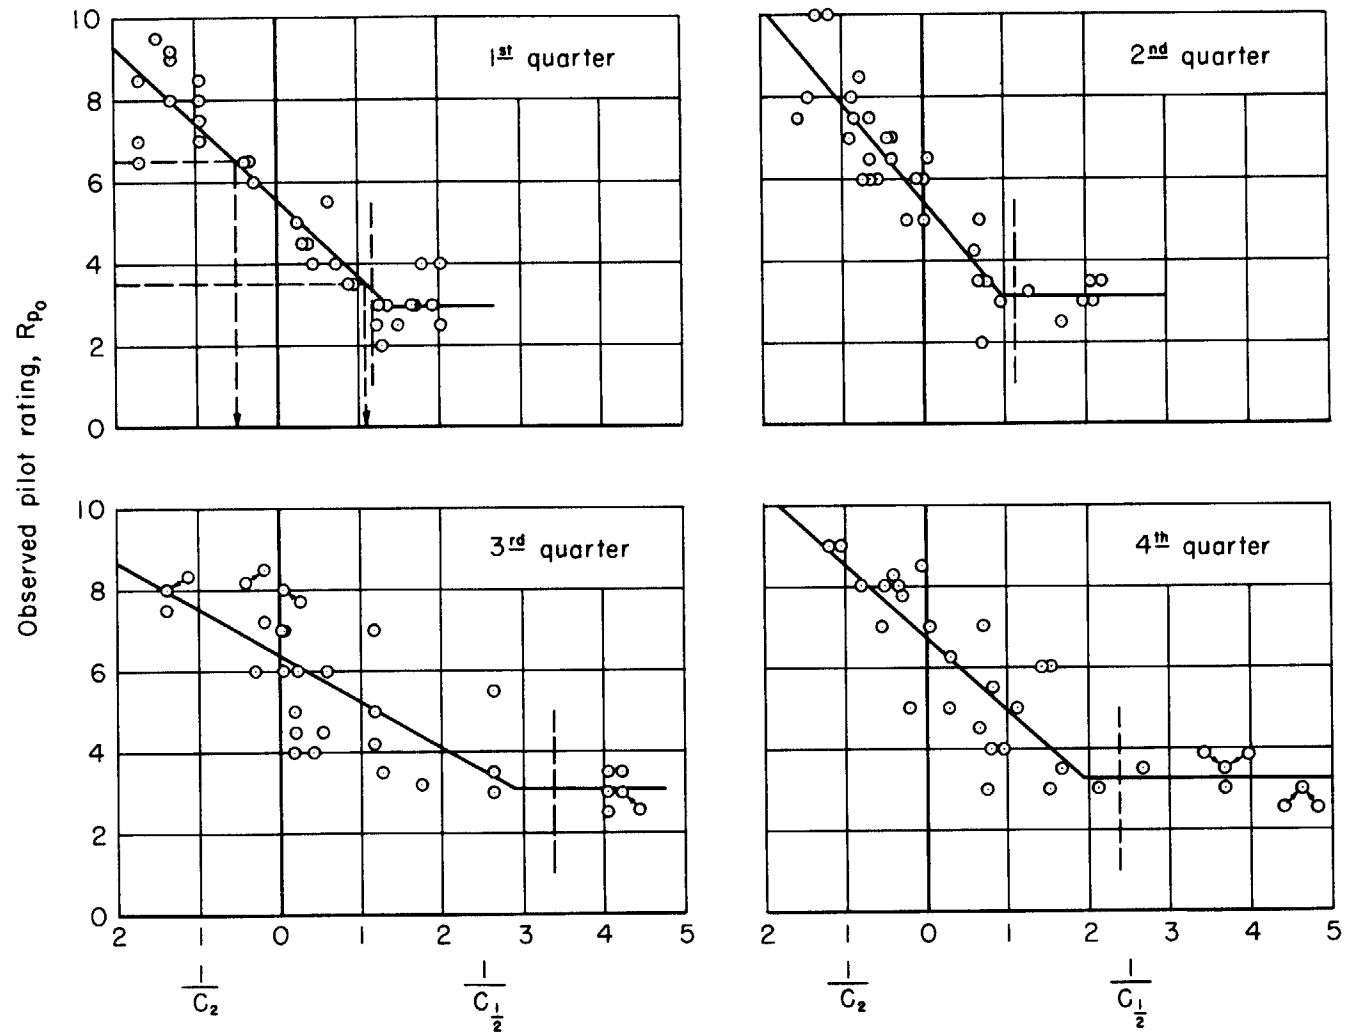 Observed pilot rating, Rpo
10
8
6
4
2
0
1st quarter
2nd quarter
10
8
6
4
2
0
3rd quarter
4th quarter
2 1 0 1 2 3 4 5
2 1 0 1 2 3 4 5
1/C2
1/C1/2
1/C2
1/C1/2